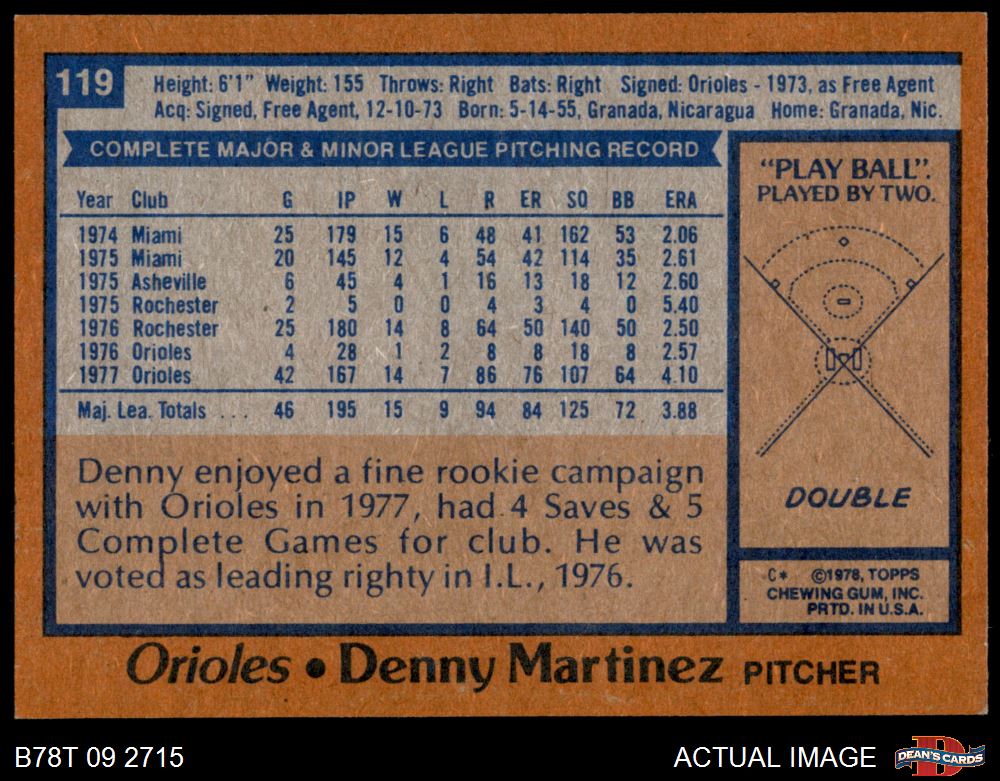 119
Height: 6'1" Weight: 155 Throws: Right Bats: Right Signed: Orioles - 1973, as Free Agent
Acq: Signed, Free Agent, 12-10-73 Born: 5-14-55, Granada, Nicaragua Home: Granada, Nic.
COMPLETE MAJOR & MINOR LEAGUE PITCHING RECORD
Year Club G IP W L R ER SO BB ERA
1974 Miami 25 179 15 6 48 41 162 53 2.06
1975 Miami 20 145 12 4 54 42 114 35 2.61
1975 Asheville 6 45 4 1 16 13 18 12 2.60
1975 Rochester 2 5 0 0 4 3 4 0 5.40
1976 Rochester 25 180 14 8 64 50 140 50 2.50
1976 Orioles 4 28 1 2 8 8 18 8 2.57
1977 Orioles 42 167 14 7 86 76 107 64 4.10
Maj. Lea. Totals ... 46 195 15 9 94 84 125 72 3.88
Denny enjoyed a fine rookie campaign
with Orioles in 1977, had 4 Saves & 5
Complete Games for club. He was
voted as leading righty in I.L., 1976.
"PLAY BALL".
PLAYED BY TWO.
DOUBLE
C* ©1978, TOPPS
CHEWING GUM, INC.
PRTD. IN U.S.A.
Orioles • Denny Martinez PITCHER
B78T 09 2715
ACTUAL IMAGE
D
DEAN'S CARDS